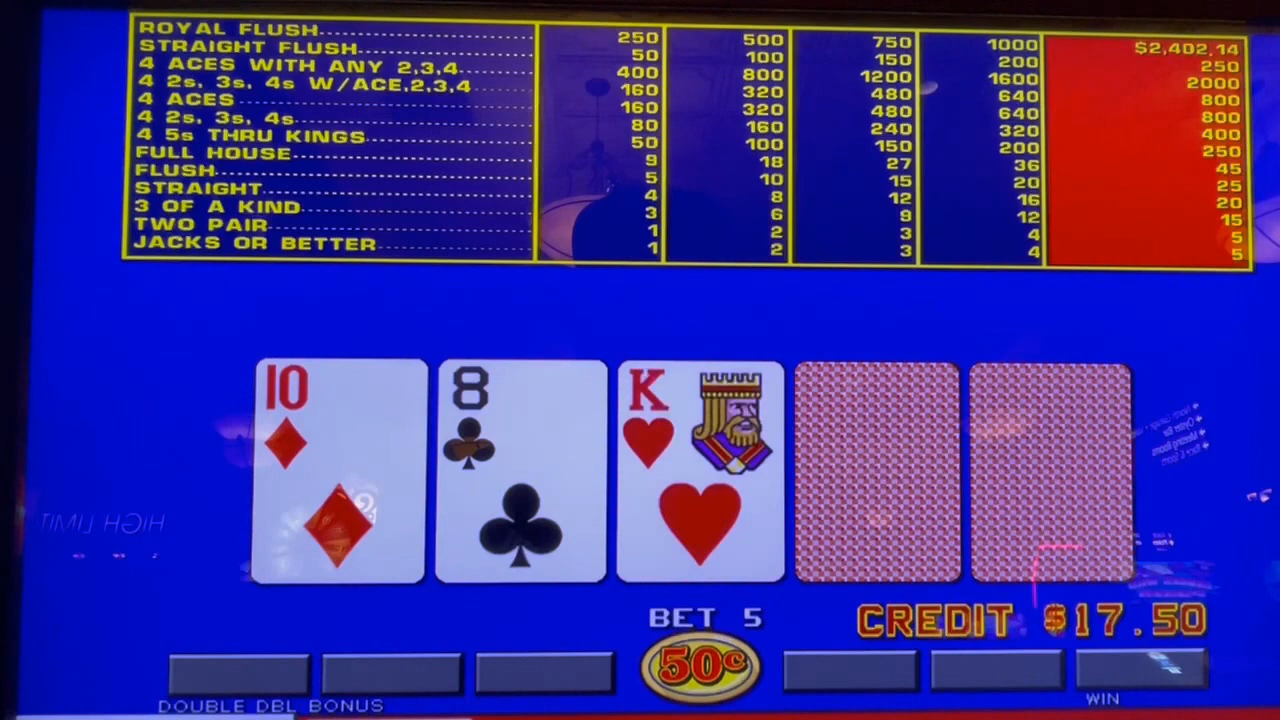 ROYAL FLUSH 250 500 750 1000 $2,402.14
STRAIGHT FLUSH 50 100 150 200 250
4 ACES WITH ANY 2,3,4 400 800 1200 1600 2000
4 2s, 3s, 4s W/ACE,2,3,4 160 320 480 640 800
4 ACES 160 320 480 640 800
4 2s, 3s, 4s 80 160 240 320 400
4 5s THRU KINGS 50 100 150 200 250
FULL HOUSE 9 18 27 36 45
FLUSH 5 10 15 20 25
STRAIGHT 4 8 12 16 20
3 OF A KIND 3 6 9 12 15
TWO PAIR 1 2 3 4 5
JACKS OR BETTER 1 2 3 4 5
10 8 K
HIGH LIMIT
BET 5 CREDIT $17.50
50¢
DOUBLE DBL BONUS WIN